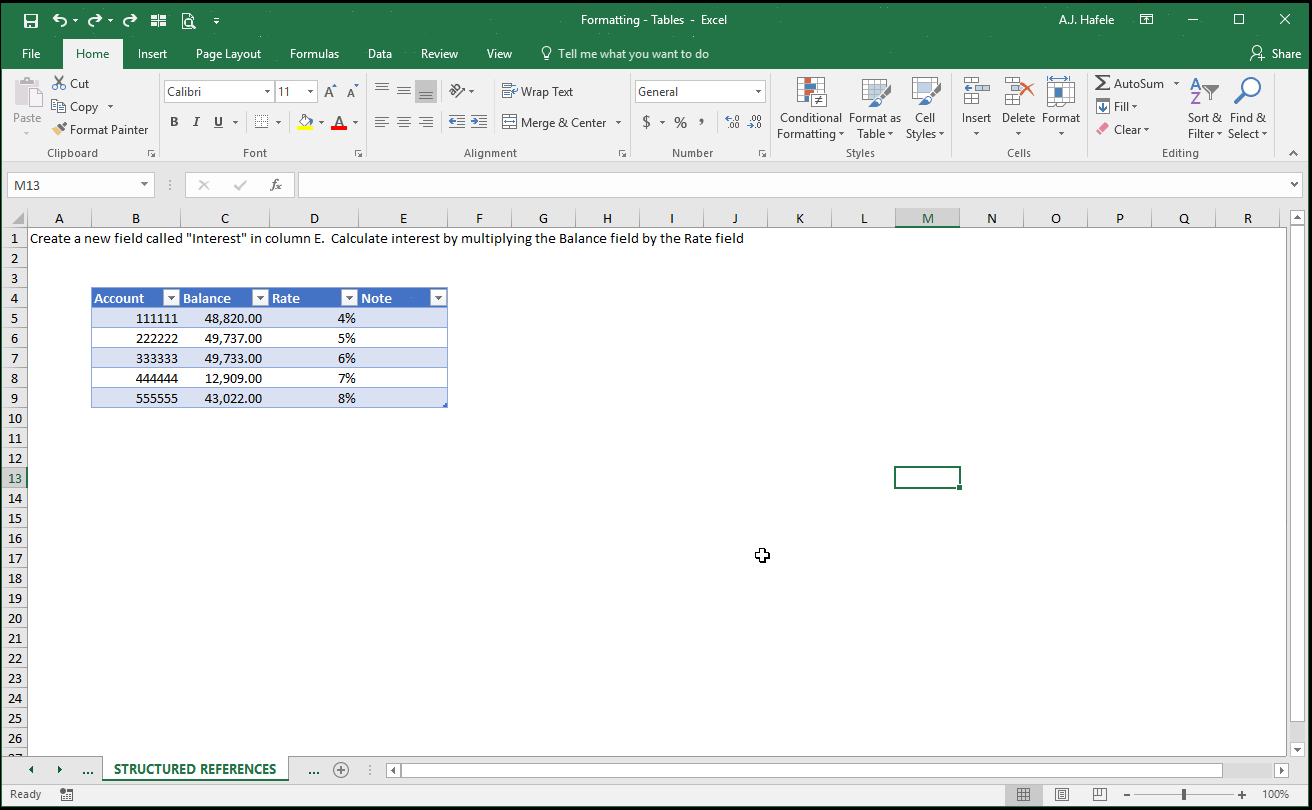 Formatting - Tables - Excel
A.J. Hafele
File Home Insert Page Layout Formulas Data Review View Tell me what you want to do Share
Paste
Cut
Copy
Format Painter
Clipboard
Calibri 11
B I U
Font
Wrap Text
Merge & Center
Alignment
General
$ % ,
Number
Conditional Formatting
Format as Table
Cell Styles
Styles
Insert Delete Format
Cells
AutoSum
Fill
Clear
Sort & Filter
Find & Select
Editing
M13 fx
A B C D E F G H I J K L M N O P Q R
1 Create a new field called "Interest" in column E. Calculate interest by multiplying the Balance field by the Rate field
2
3
4 Account Balance Rate Note
5 111111 48,820.00 4%
6 222222 49,737.00 5%
7 333333 49,733.00 6%
8 444444 12,909.00 7%
9 555555 43,022.00 8%
10
11
12
13
14
15
16
17
18
19
20
21
22
23
24
25
26
27
... STRUCTURED REFERENCES ...
Ready 100%